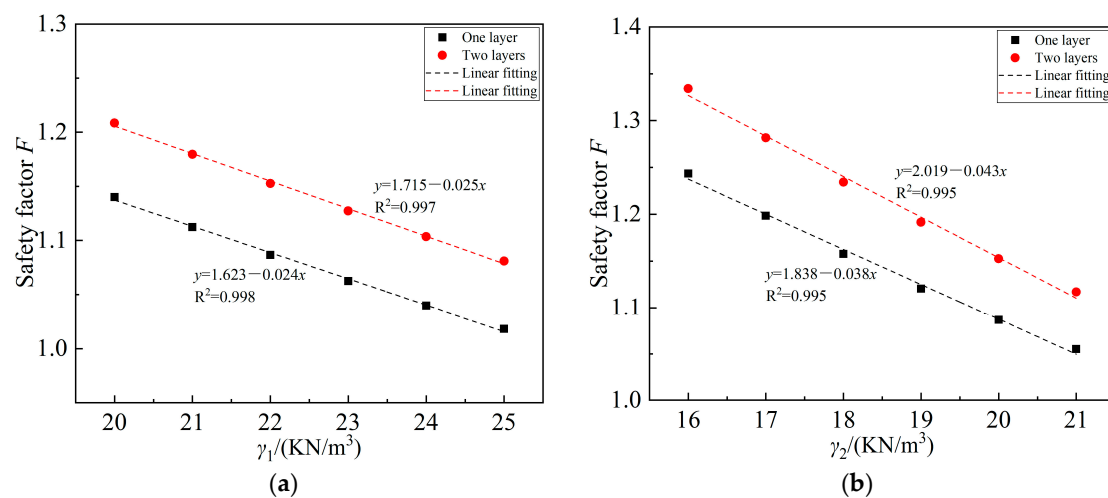 1.3
1.2
1.1
1.0
Safety factor F
One layer
Two layers
Linear fitting
Linear fitting
y=1.715−0.025x
R²=0.997
y=1.623−0.024x
R²=0.998
20 21 22 23 24 25
γ₁/(KN/m³)
(a)
1.4
1.3
1.2
1.1
1.0
Safety factor F
One layer
Two layers
Linear fitting
Linear fitting
y=2.019−0.043x
R²=0.995
y=1.838−0.038x
R²=0.995
16 17 18 19 20 21
γ₂/(KN/m³)
(b)